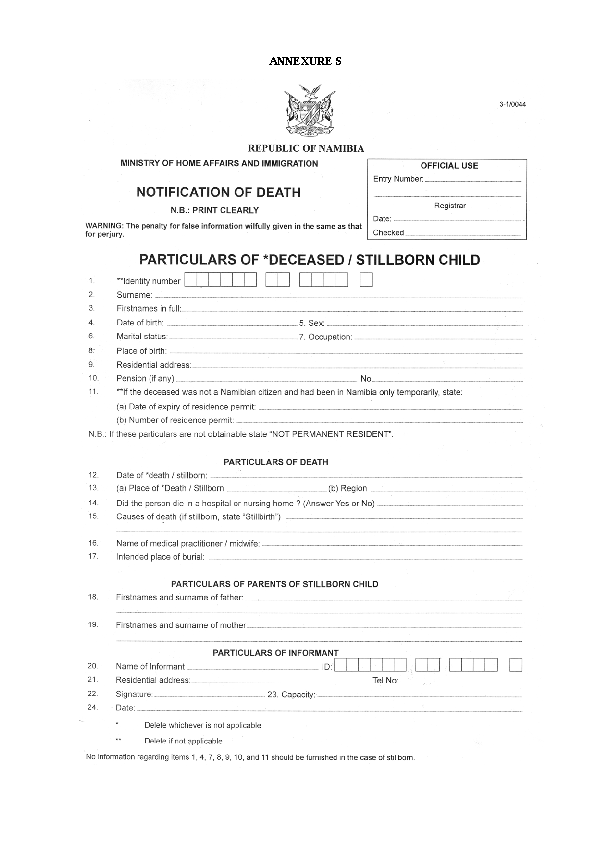 ANNEXURE S
3-1/0044
REPUBLIC OF NAMIBIA
MINISTRY OF HOME AFFAIRS AND IMMIGRATION
NOTIFICATION OF DEATH
N.B.: PRINT CLEARLY
WARNING: The penalty for false information wilfully given in the same as that
for perjury.
OFFICIAL USE
Entry Number:
Registrar
Date:
Checked
PARTICULARS OF *DECEASED / STILLBORN CHILD
1. **Identity number
2. Surname:
3. Firstnames in full:
4. Date of birth: 5. Sex:
6. Marital status: 7. Occupation:
8: Place of birth:
9. Residential address:
10. Pension (if any) No.
11. **If the deceased was not a Namibian citizen and had been in Namibia only temporarily, state:
(a) Date of expiry of residence permit:
(b) Number of residence permit:
N.B.: If these particulars are not obtainable state "NOT PERMANENT RESIDENT".
PARTICULARS OF DEATH
12. Date of *death / stillborn:
13. (a) Place of *Death / Stillborn (b) Region
14. Did the person die in a hospital or nursing home ? (Answer Yes or No)
15. Causes of death (if stillborn, state "Stillbirth")
16. Name of medical practitioner / midwife:
17. Intended place of burial:
PARTICULARS OF PARENTS OF STILLBORN CHILD
18. Firstnames and surname of father:
19. Firstnames and surname of mother
PARTICULARS OF INFORMANT
20. Name of Informant ID:
21. Residential address: Tel No:
22. Signature 23. Capacity:
24. Date:
* Delete whichever is not applicable
** Delete if not applicable
No information regarding items 1, 4, 7, 8, 9, 10, and 11 should be furnished in the case of stillborn.